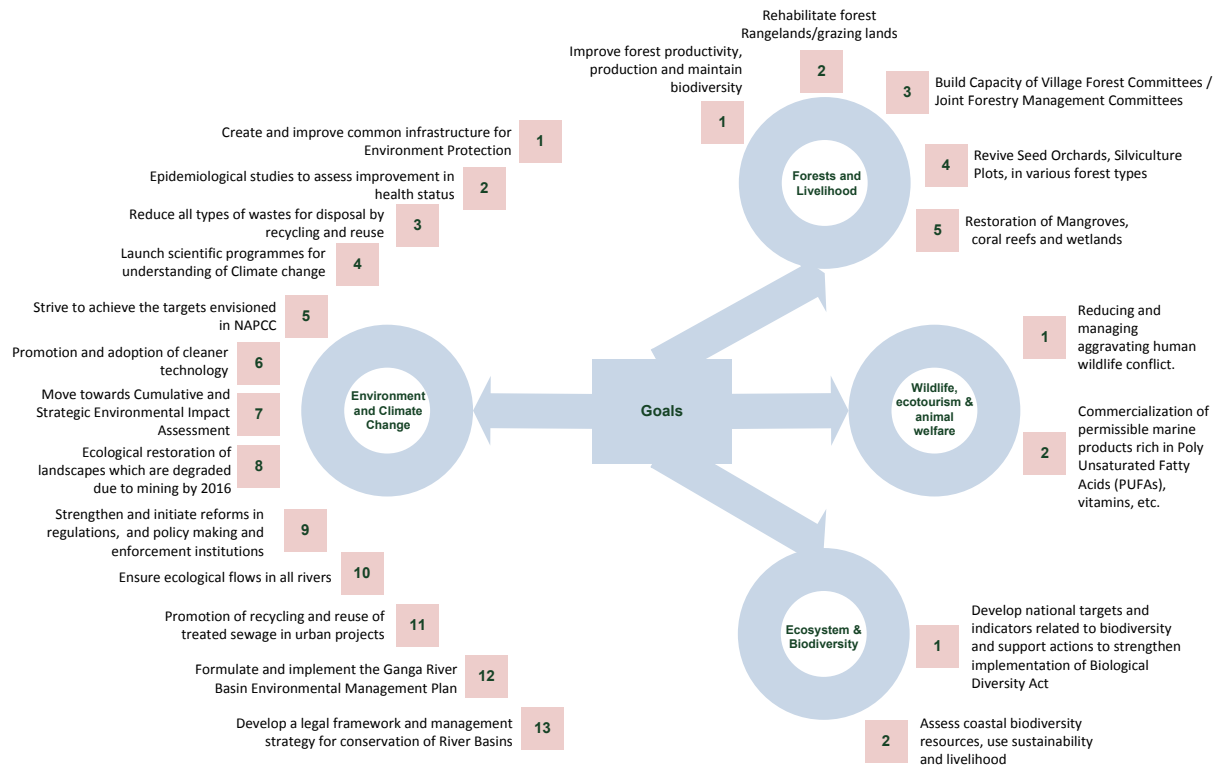 Rehabilitate forest
Rangelands/grazing lands
2
Improve forest productivity,
production and maintain
biodiversity
1
3
Build Capacity of Village Forest Committees /
Joint Forestry Management Committees
4
Revive Seed Orchards, Silviculture
Plots, in various forest types
5
Restoration of Mangroves,
coral reefs and wetlands
Forests and
Livelihood
Create and improve common infrastructure for
Environment Protection
1
Epidemiological studies to assess improvement in
health status
2
Reduce all types of wastes for disposal by
recycling and reuse
3
Launch scientific programmes for
understanding of Climate change
4
Strive to achieve the targets envisioned
in NAPCC
5
Promotion and adoption of cleaner
technology
6
Move towards Cumulative and
Strategic Environmental Impact
Assessment
7
Ecological restoration of
landscapes which are degraded
due to mining by 2016
8
Strengthen and initiate reforms in
regulations, and policy making and
enforcement institutions
9
Ensure ecological flows in all rivers
10
Promotion of recycling and reuse of
treated sewage in urban projects
11
Formulate and implement the Ganga River
Basin Environmental Management Plan
12
Develop a legal framework and management
strategy for conservation of River Basins
13
Environment
and Climate
Change
Goals
Wildlife,
ecotourism &
animal
welfare
1
Reducing and
managing
aggravating human
wildlife conflict.
2
Commercialization of
permissible marine
products rich in Poly
Unsaturated Fatty
Acids (PUFAs),
vitamins, etc.
Ecosystem &
Biodiversity
1
Develop national targets and
indicators related to biodiversity
and support actions to strengthen
implementation of Biological
Diversity Act
2
Assess coastal biodiversity
resources, use sustainability
and livelihood